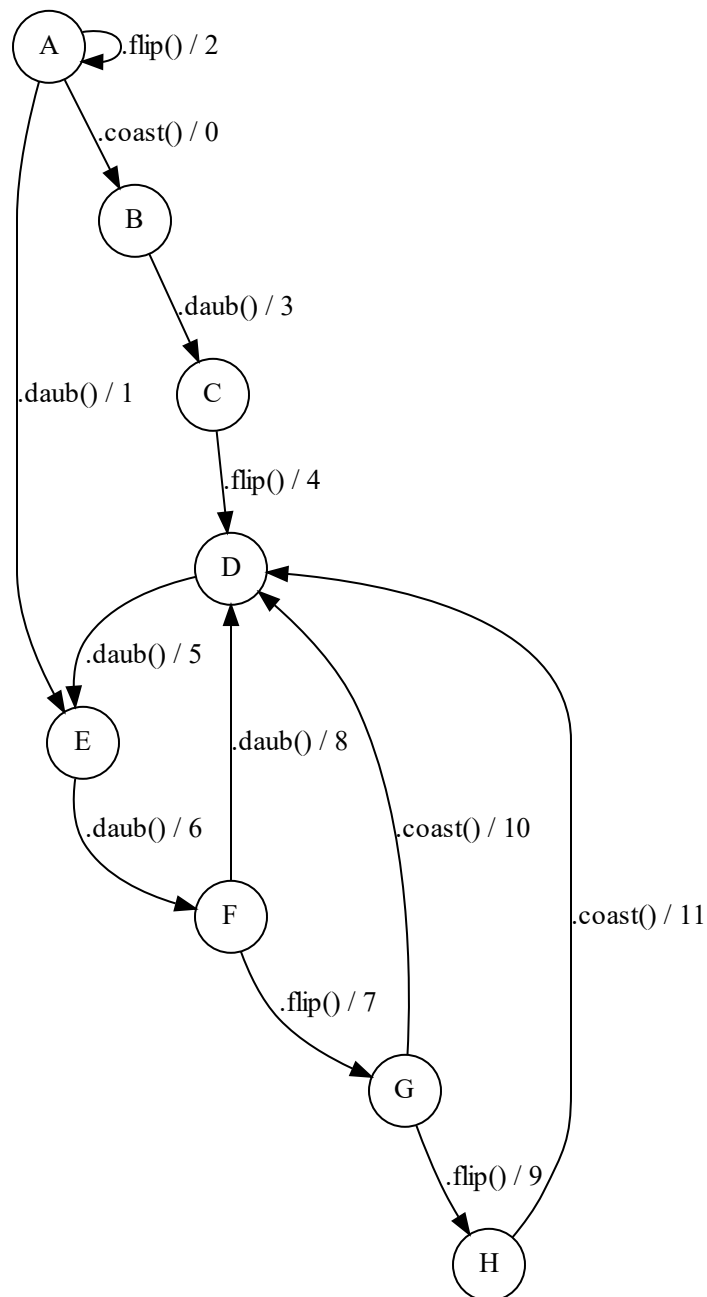 A
.flip() / 2
.coast() / 0
B
.daub() / 3
.daub() / 1
C
.flip() / 4
D
.daub() / 5
E
.daub() / 8
.daub() / 6
.coast() / 10
F
.coast() / 11
.flip() / 7
G
.flip() / 9
H